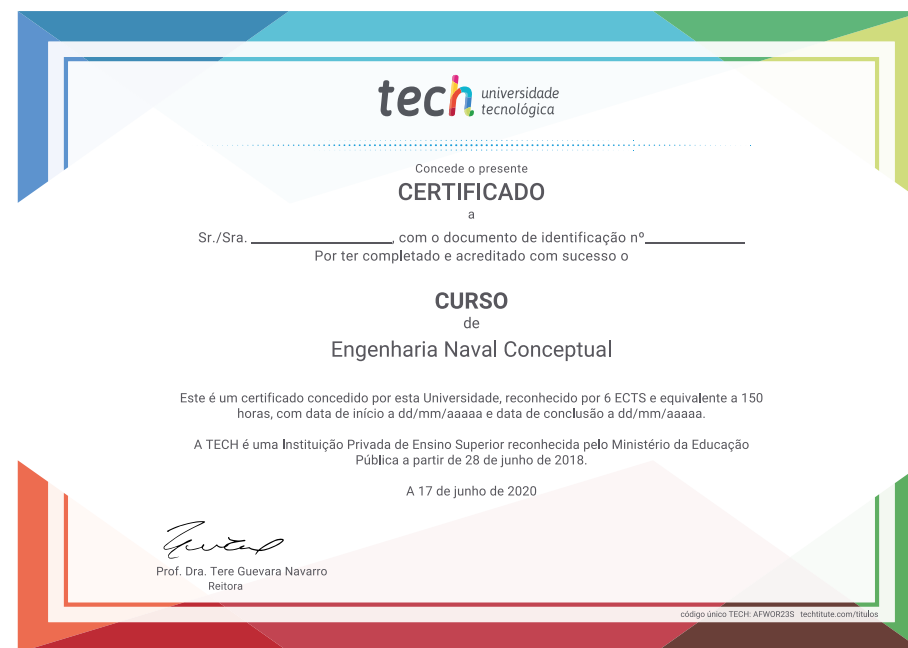 tech universidade
tecnológica
Concede o presente
CERTIFICADO
a
Sr./Sra. ____________________, com o documento de identificação nº______________
Por ter completado e acreditado com sucesso o
CURSO
de
Engenharia Naval Conceptual
Este é um certificado concedido por esta Universidade, reconhecido por 6 ECTS e equivalente a 150
horas, com data de início a dd/mm/aaaaa e data de conclusão a dd/mm/aaaaa.
A TECH é uma Instituição Privada de Ensino Superior reconhecida pelo Ministério da Educação
Pública a partir de 28 de junho de 2018.
A 17 de junho de 2020
Prof. Dra. Tere Guevara Navarro
Reitora
código único TECH: AFWOR23S techtitute.com/titulos